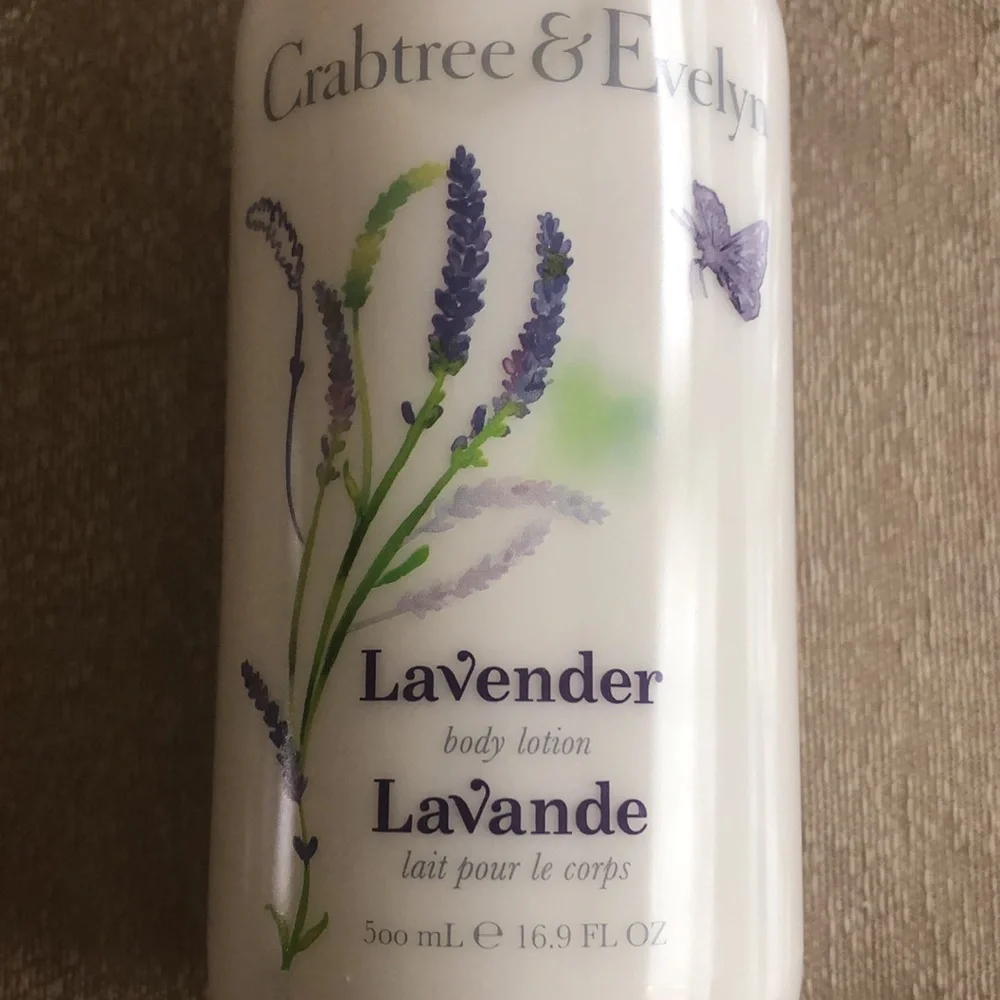 Crabtree & Evelyn
Lavender
body lotion
Lavande
lait pour le corps
500 mL ℮ 16.9 FL OZ